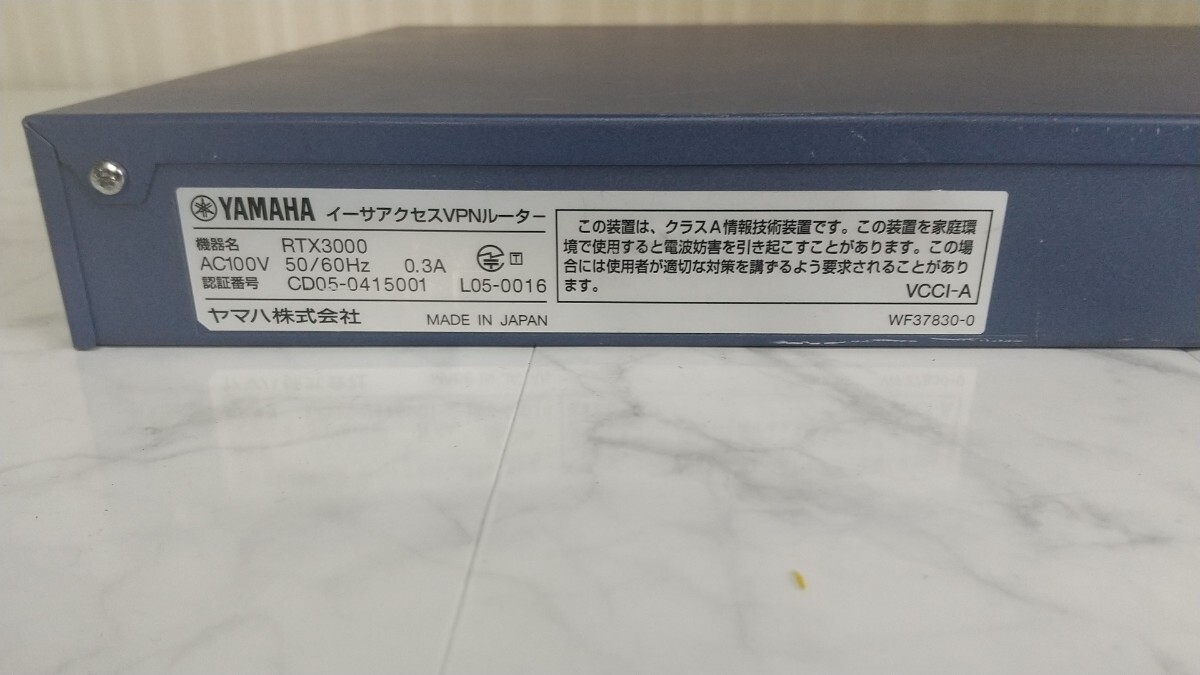 YAMAHA イーサアクセスVPNルーター
機器名 RTX3000
AC100V 50/60Hz 0.3A T
認証番号 CD05-0415001 L05-0016
ヤマハ株式会社 MADE IN JAPAN
この装置は、クラスA情報技術装置です。この装置を家庭環
境で使用すると電波妨害を引き起こすことがあります。この場
合には使用者が適切な対策を講ずるよう要求されることがあり
ます。
VCCI-A
WF37830-0